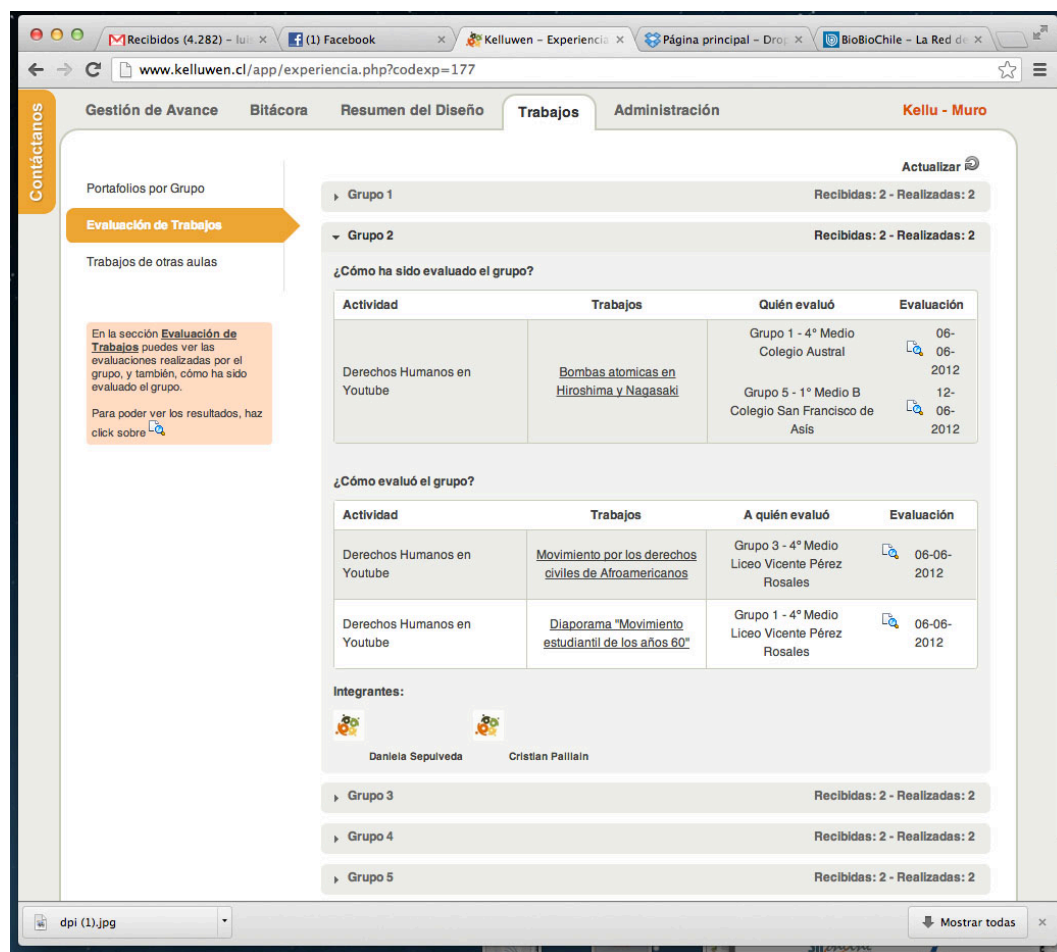 Recibidos (4.282) – lui
(1) Facebook
Kelluwen – Experiencia
Página principal – Drop
BioBioChile – La Red de
www.kelluwen.cl/app/experiencia.php?codexp=177
Contáctanos
Gestión de Avance Bitácora Resumen del Diseño Trabajos Administración Kellu - Muro
Actualizar
Portafolios por Grupo
Evaluación de Trabajos
Trabajos de otras aulas
En la sección Evaluación de
Trabajos puedes ver las
evaluaciones realizadas por el
grupo, y también, cómo ha sido
evaluado el grupo.
Para poder ver los resultados, haz
click sobre
Grupo 1 Recibidas: 2 - Realizadas: 2
Grupo 2 Recibidas: 2 - Realizadas: 2
¿Cómo ha sido evaluado el grupo?
Actividad Trabajos Quién evaluó Evaluación
Derechos Humanos en
Youtube
Bombas atomicas en
Hiroshima y Nagasaki
Grupo 1 - 4º Medio
Colegio Austral
06-
06-
2012
Grupo 5 - 1º Medio B
Colegio San Francisco de
Asís
12-
06-
2012
¿Cómo evaluó el grupo?
Actividad Trabajos A quién evaluó Evaluación
Derechos Humanos en
Youtube
Movimiento por los derechos
civiles de Afroamericanos
Grupo 3 - 4º Medio
Liceo Vicente Pérez
Rosales
06-06-
2012
Derechos Humanos en
Youtube
Diaporama "Movimiento
estudiantil de los años 60"
Grupo 1 - 4º Medio
Liceo Vicente Pérez
Rosales
06-06-
2012
Integrantes:
Daniela Sepulveda Cristian Paillain
Grupo 3 Recibidas: 2 - Realizadas: 2
Grupo 4 Recibidas: 2 - Realizadas: 2
Grupo 5 Recibidas: 2 - Realizadas: 2
dpi (1).jpg
Mostrar todas